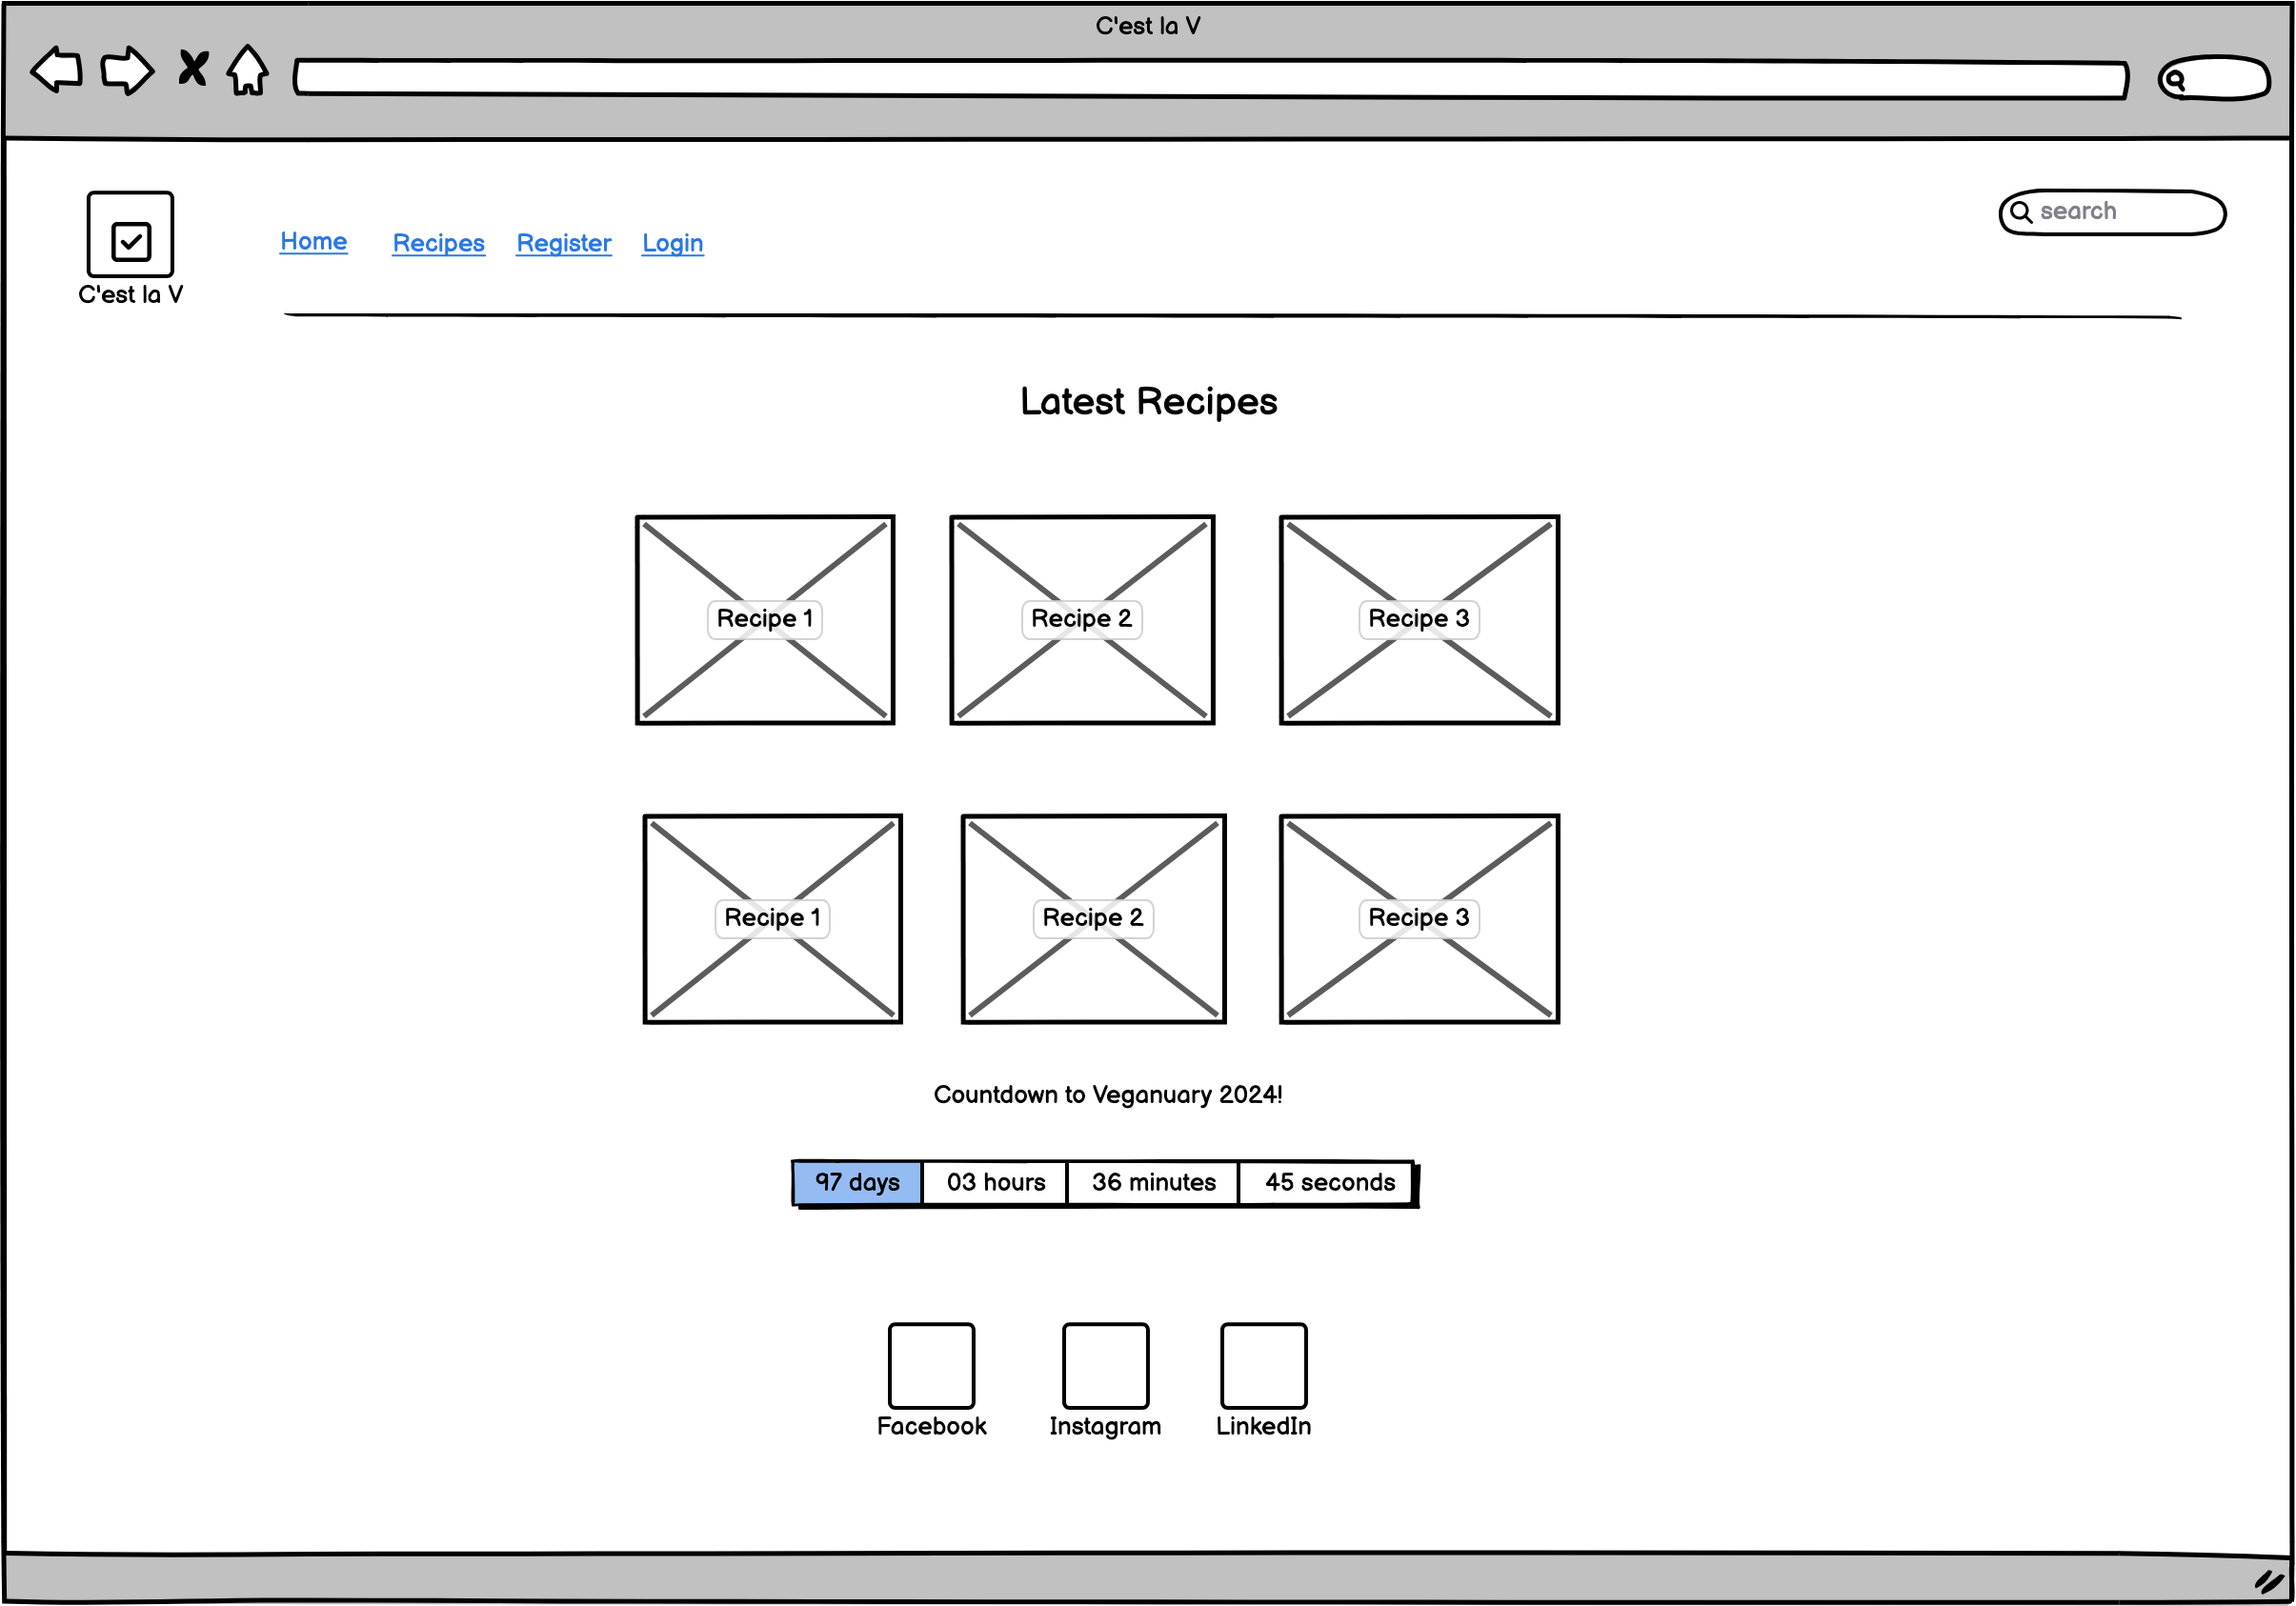 C'est la V
search
Home Recipes Register Login
C'est la V
Latest Recipes
Recipe 1 Recipe 2 Recipe 3
Recipe 1 Recipe 2 Recipe 3
Countdown to Veganuary 2024!
97 days 03 hours 36 minutes 45 seconds
Facebook Instagram LinkedIn